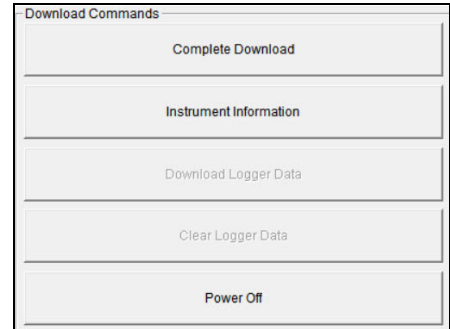 Download Commands
Complete Download
Instrument Information
Download Logger Data
Clear Logger Data
Power Off